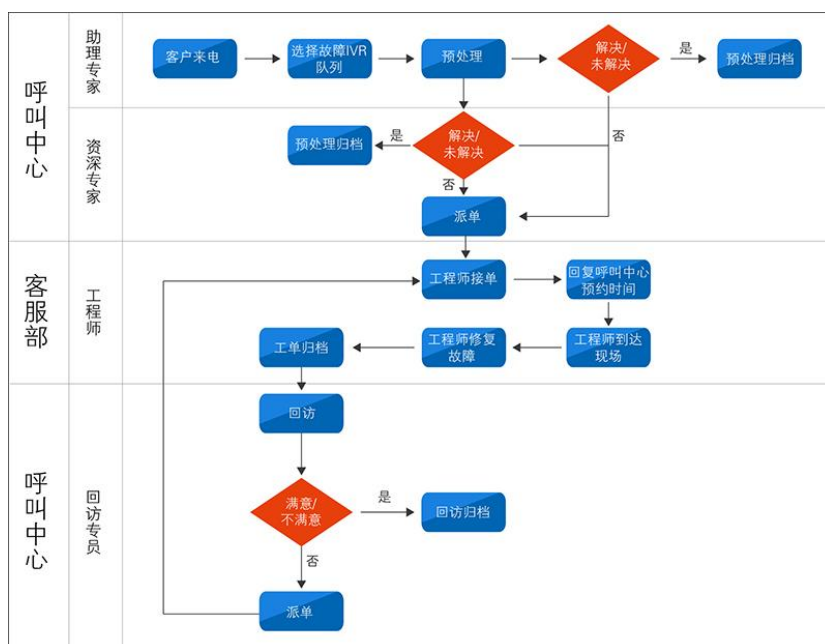 呼叫中心
助理专家
客户来电
选择故障IVR
队列
预处理
解决/
未解决
是
预处理归档
资深专家
预处理归档
是
解决/
未解决
否
否
派单
客服部
工程师
工程师接单
回复呼叫中心
预约时间
工单归档
工程师修复
故障
工程师到达
现场
呼叫中心
回访专员
回访
满意/
不满意
是
回访归档
否
派单